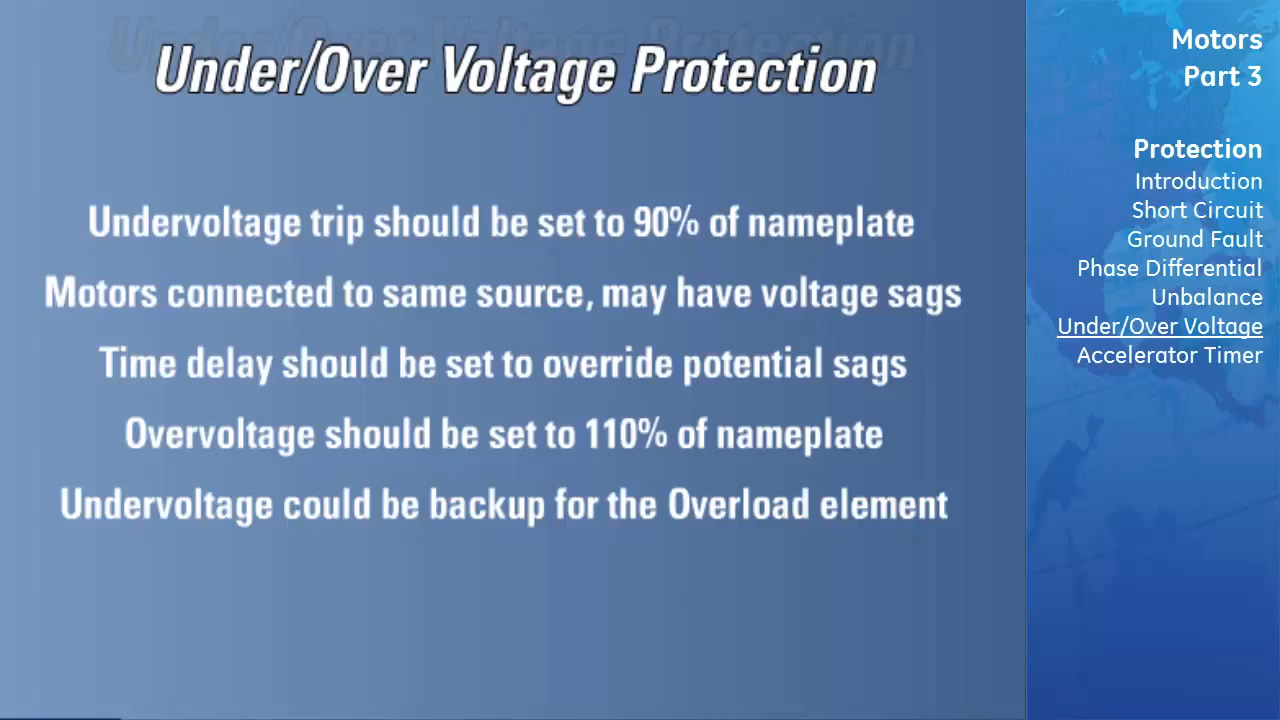 Under/Over Voltage Protection
Undervoltage trip should be set to 90% of nameplate
Motors connected to same source, may have voltage sags
Time delay should be set to override potential sags
Overvoltage should be set to 110% of nameplate
Undervoltage could be backup for the Overload element
Motors
Part 3
Protection
Introduction
Short Circuit
Ground Fault
Phase Differential
Unbalance
Under/Over Voltage
Accelerator Timer